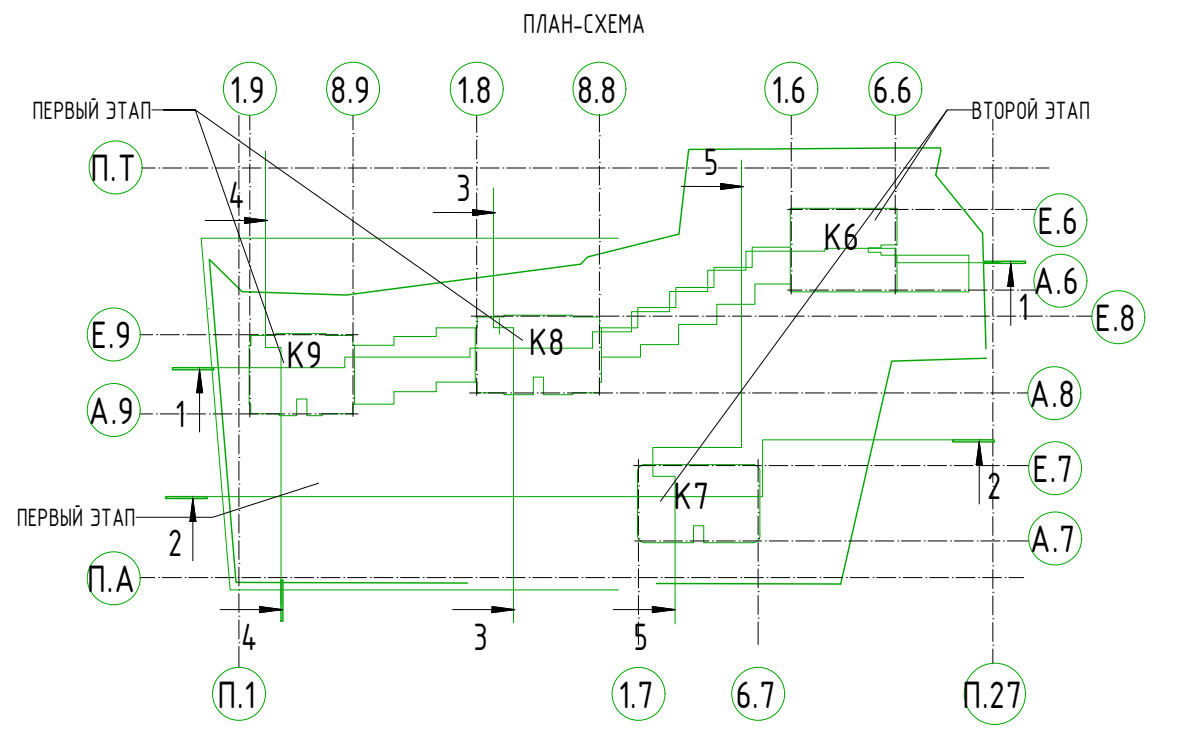 ПЛАН-СХЕМА
1.9
8.9
1.8
8.8
1.6
6.6
ПЕРВЫЙ ЭТАП
ВТОРОЙ ЭТАП
П.Т
5
4
3
Е.6
К6
А.6
1
Е.9
Е.8
К9
К8
А.9
1
А.8
Е.7
2
К7
ПЕРВЫЙ ЭТАП
2
А.7
П.А
4
3
5
П.1
1.7
6.7
П.27